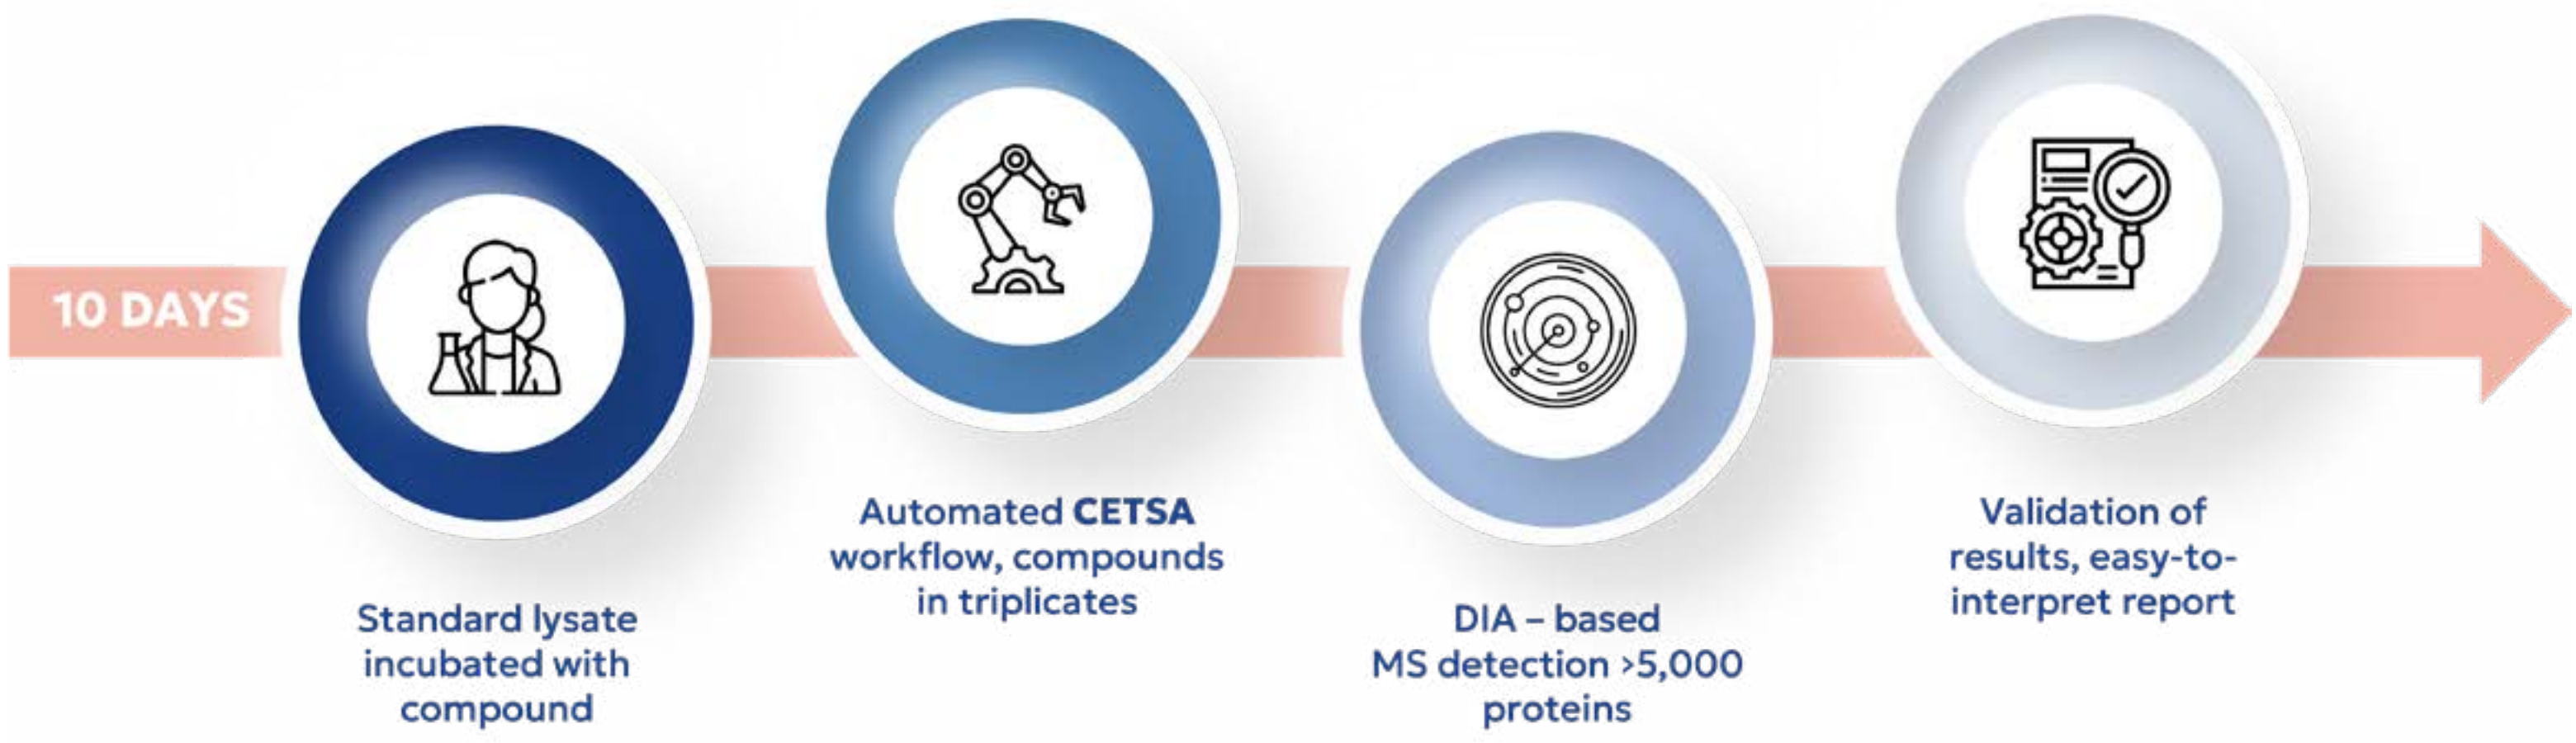 10 DAYS
Standard lysate
incubated with
compound
Automated CETSA
workflow, compounds
in triplicates
DIA – based
MS detection >5,000
proteins
Validation of
results, easy-to-
interpret report